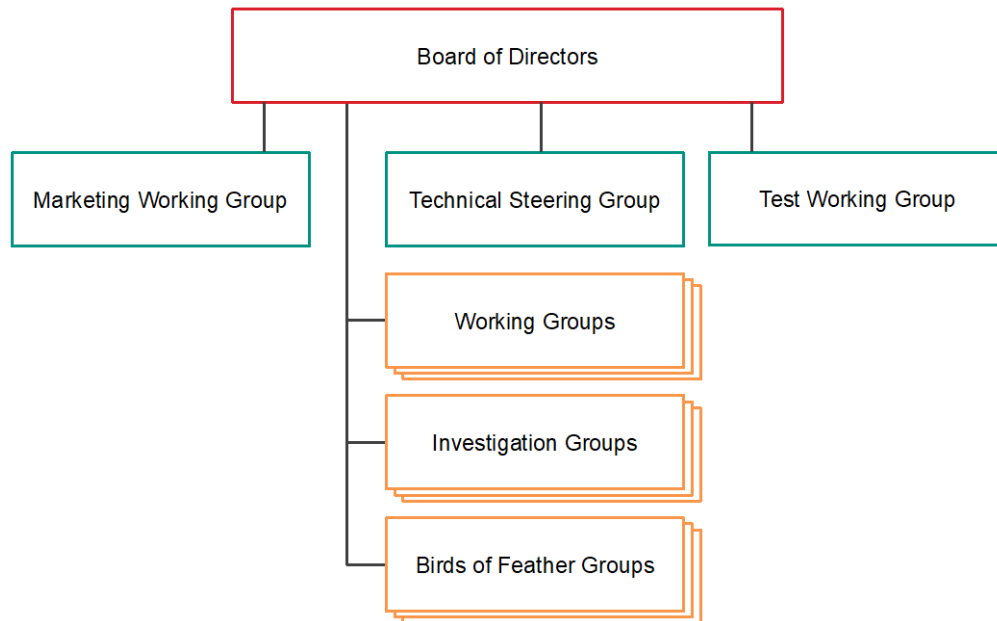 Board of Directors
Marketing Working Group
Technical Steering Group
Test Working Group
Working Groups
Investigation Groups
Birds of Feather Groups